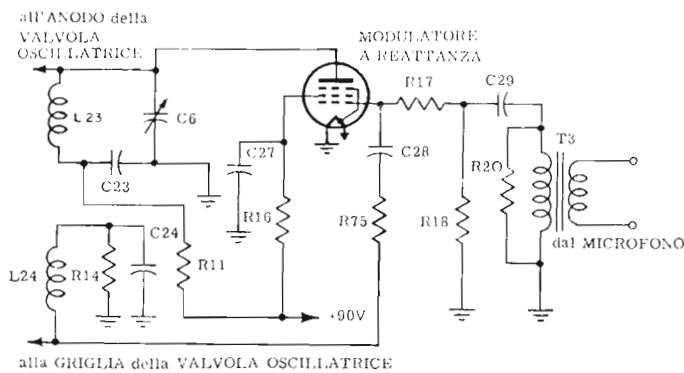 all'ANODO della
VALVOLA
OSCILLATRICE
MODULATORE
A REATTANZA
L23
C6
R17
C29
C23
C27
C28
T3
R20
R16
R75
R18
dal MICROFONO
L24
R14
C24
R11
+90V
alla GRIGLIA della VALVOLA OSCILLATRICE